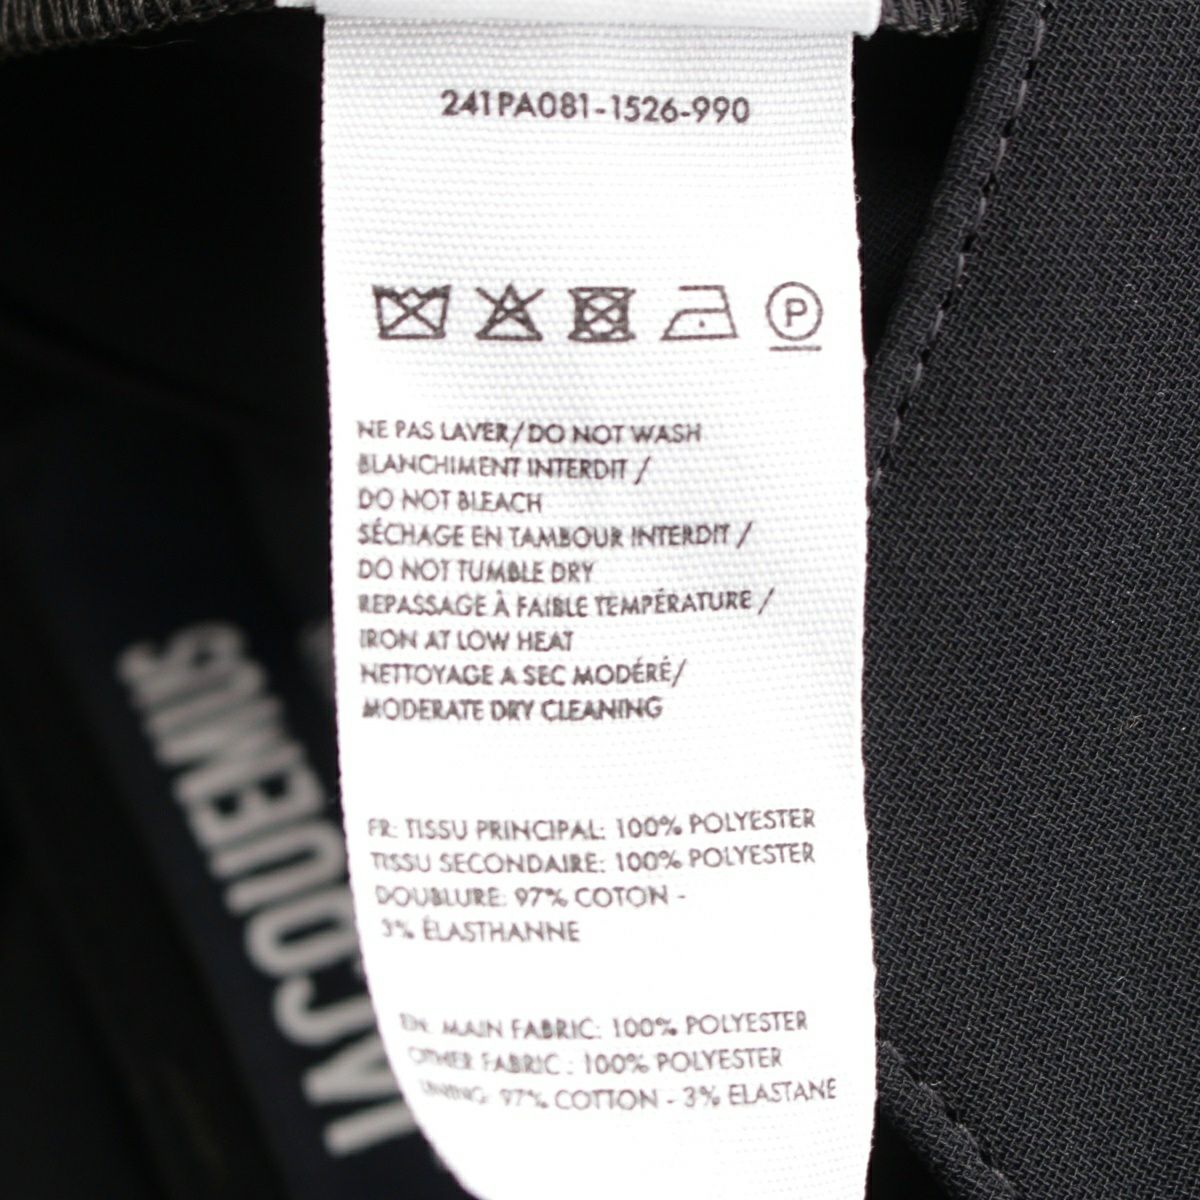 241PA081-1526-990
P
NE PAS LAVER/DO NOT WASH
BLANCHIMENT INTERDIT /
DO NOT BLEACH
SÉCHAGE EN TAMBOUR INTERDIT /
DO NOT TUMBLE DRY
REPASSAGE À FAIBLE TEMPÉRATURE /
IRON AT LOW HEAT
NETTOYAGE A SEC MODÉRÉ/
MODERATE DRY CLEANING
FR: TISSU PRINCIPAL: 100% POLYESTER
TISSU SECONDAIRE: 100% POLYESTER
DOUBLURE: 97% COTON -
3% ÉLASTHANNE
EN: MAIN FABRIC: 100% POLYESTER
OTHER FABRIC : 100% POLYESTER
LINING: 97% COTTON - 3% ELASTANE
JACQUEMUS